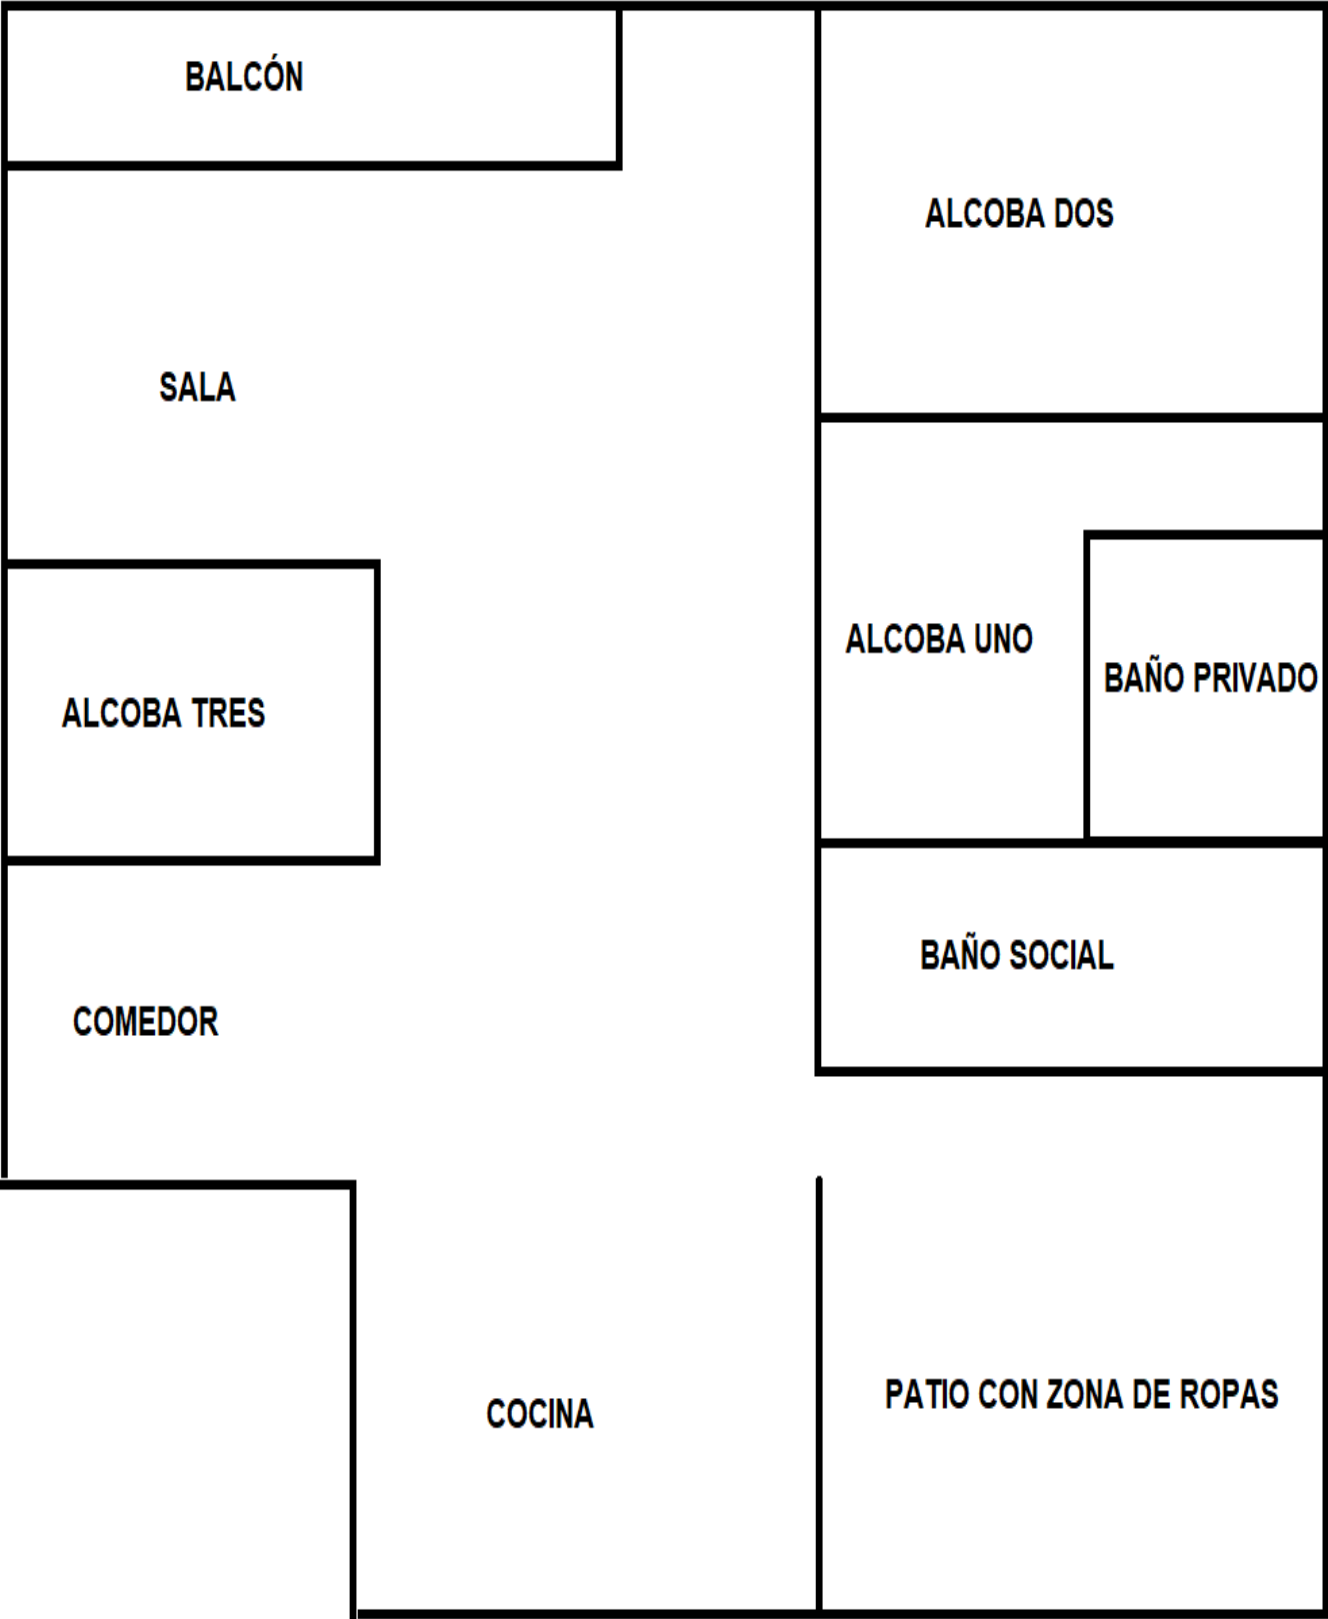 BALCÓN
ALCOBA DOS
SALA
ALCOBA UNO
BAÑO PRIVADO
ALCOBA TRES
BAÑO SOCIAL
COMEDOR
PATIO CON ZONA DE ROPAS
COCINA